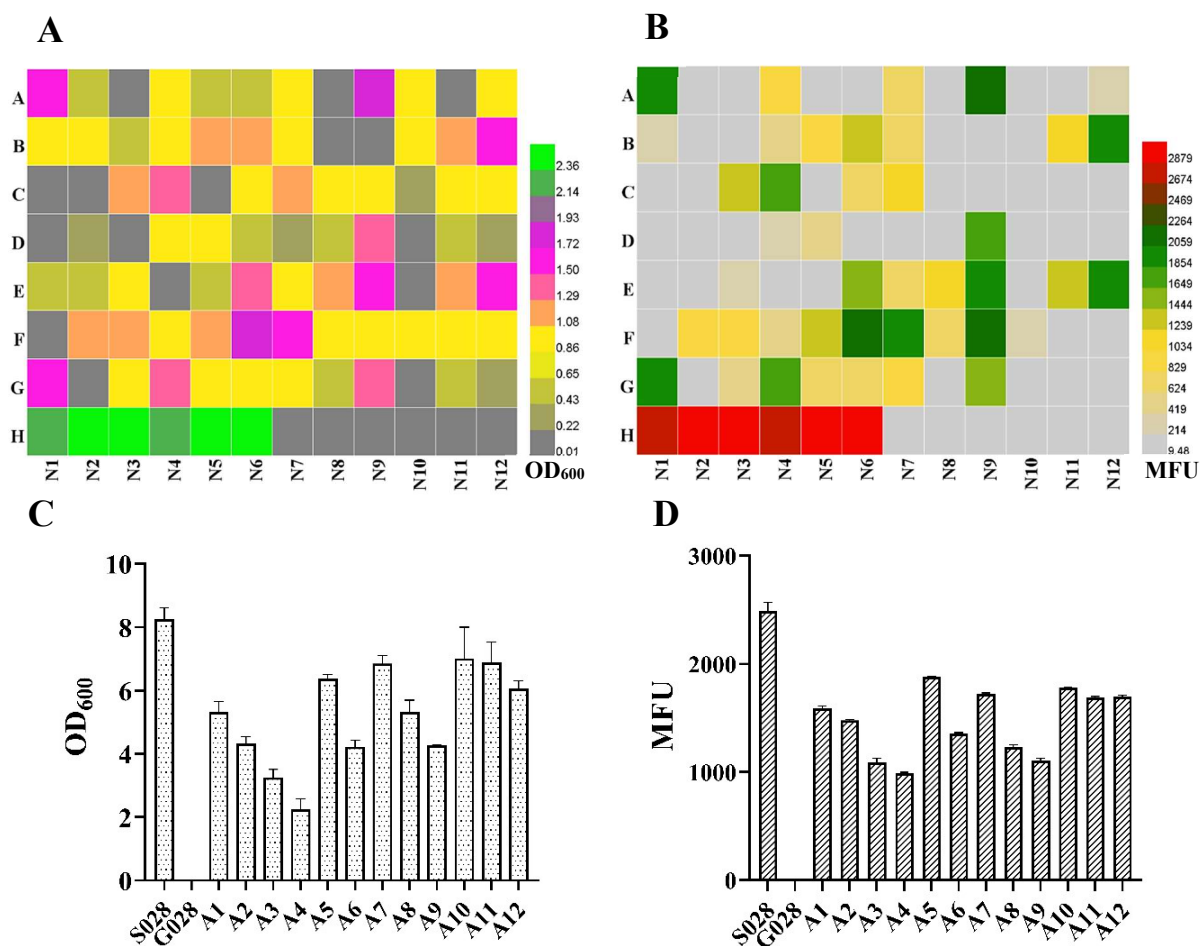 A
B
A
B
C
D
E
F
G
H
2.36
2.14
1.93
1.72
1.50
1.29
1.08
0.86
0.65
0.43
0.22
0.01
N1 N2 N3 N4 N5 N6 N7 N8 N9 N10 N11 N12
OD600
A
B
C
D
E
F
G
H
2879
2674
2469
2264
2059
1854
1649
1444
1239
1034
829
624
419
214
9.48
N1 N2 N3 N4 N5 N6 N7 N8 N9 N10 N11 N12
MFU
C
D
10
8
6
4
2
0
OD600
S028 G028 A1 A2 A3 A4 A5 A6 A7 A8 A9 A10 A11 A12
3000
2000
1000
0
MFU
S028 G028 A1 A2 A3 A4 A5 A6 A7 A8 A9 A10 A11 A12